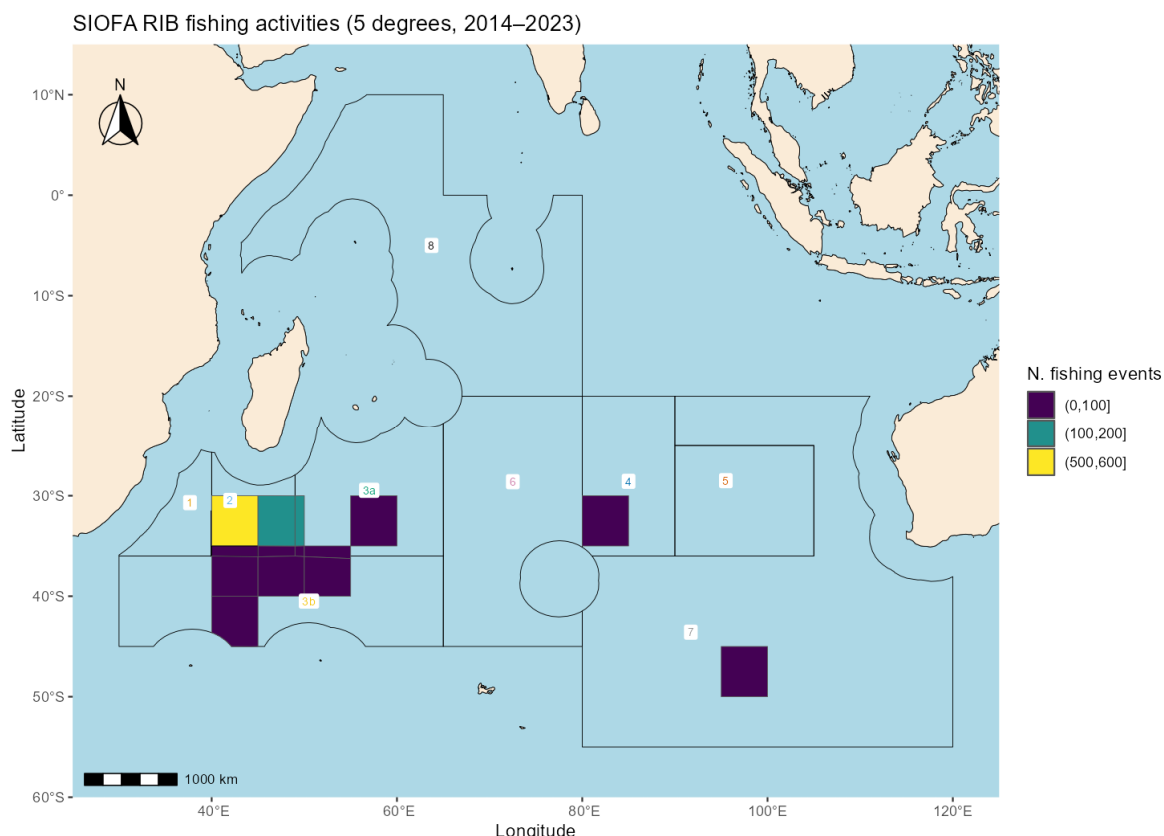 SIOFA RIB fishing activities (5 degrees, 2014–2023)
N
10°N
0°
10°S
20°S
30°S
40°S
50°S
60°S
Latitude
8
6
4
5
3a
1
2
3b
7
1000 km
40°E
60°E
80°E
100°E
120°E
Longitude
N. fishing events
(0,100]
(100,200]
(500,600]